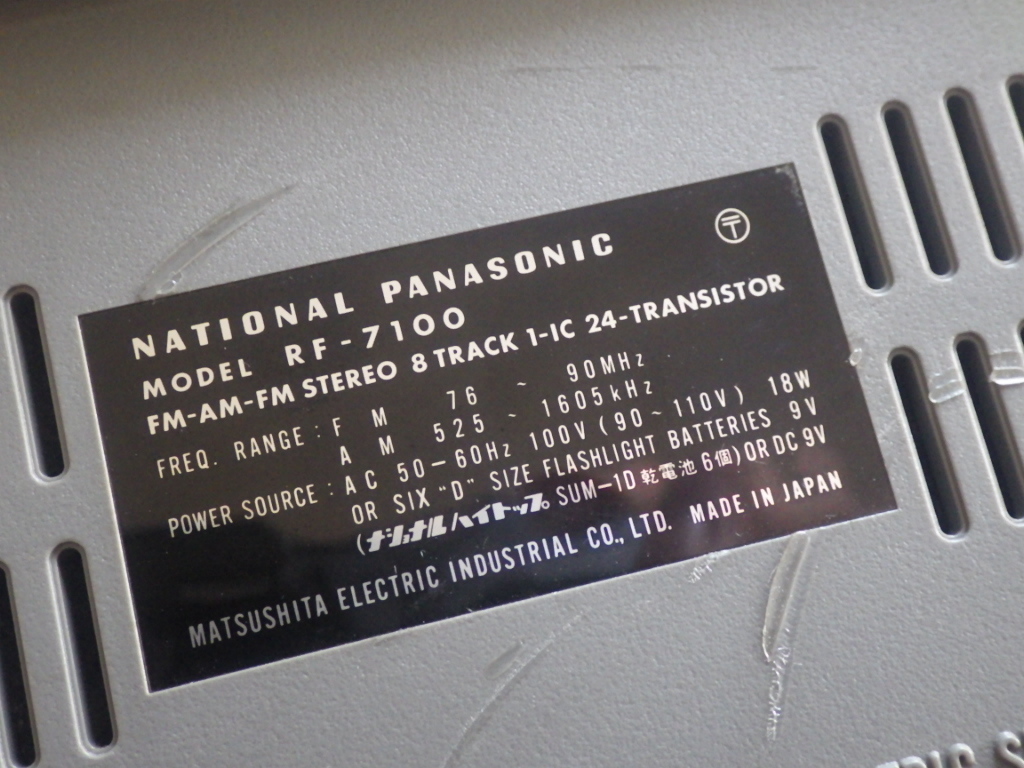 NATIONAL PANASONIC
MODEL RF-7100
FM-AM-FM STEREO 8 TRACK 1-IC 24-TRANSISTOR
FREQ. RANGE : F M 76 ~ 90MHz
A M 525 ~ 1605kHz
POWER SOURCE : AC 50-60Hz 100V (90~110V) 18W
OR SIX "D" SIZE FLASHLIGHT BATTERIES 9V
(ナショナル ハイトップ SUM-1D 乾電池 6個) OR DC 9V
MATSUSHITA ELECTRIC INDUSTRIAL CO., LTD. MADE IN JAPAN